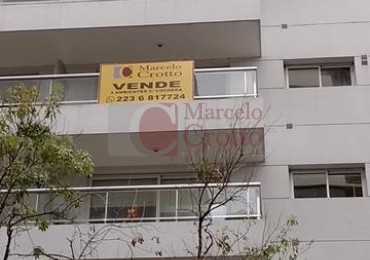 Marcelo
Crotto
VENDE
3 AMBIENTES C/ COCHERA
223 6 817724
Marcelo
Crotto